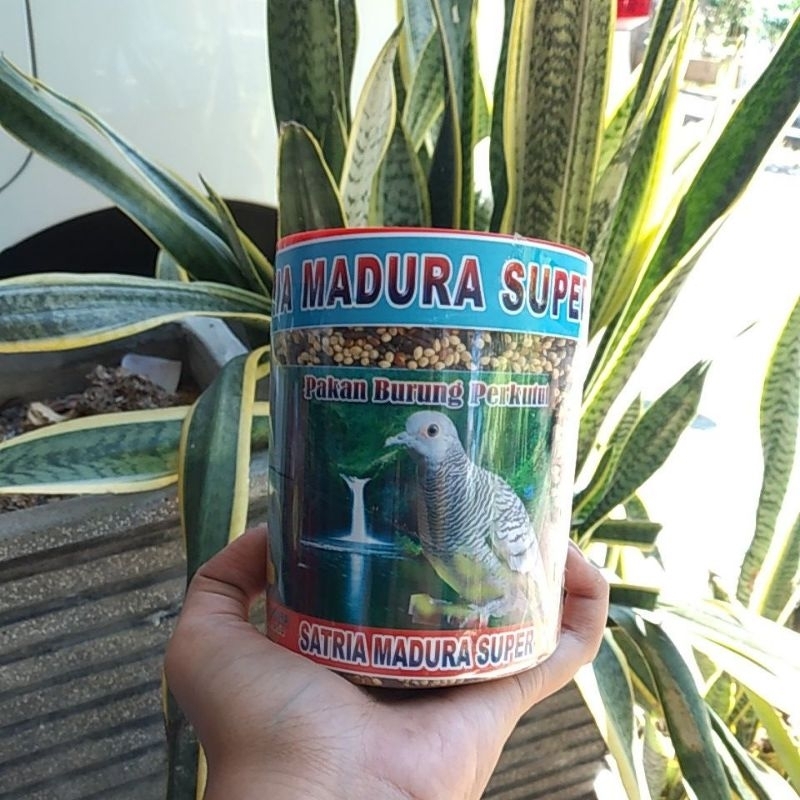 MADURA SUPER
Pakan Burung Perkutut
SATRIA MADURA SUPER